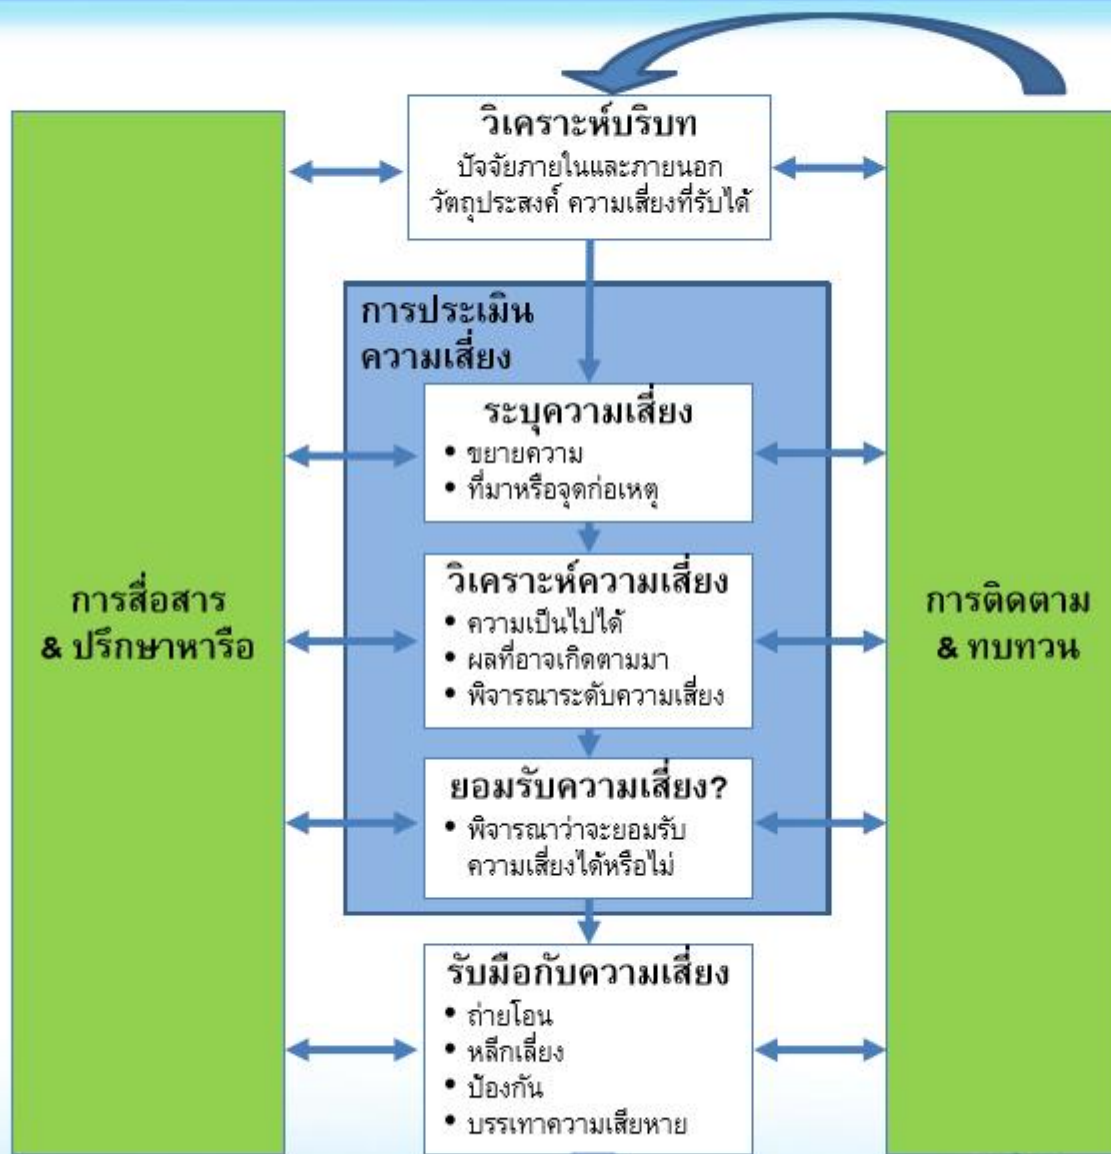 วิเคราะห์บริบท
ปัจจัยภายในและภายนอก
วัตถุประสงค์ ความเสี่ยงที่รับได้
การประเมิน
ความเสี่ยง
ระบุความเสี่ยง
• ขยายความ
• ที่มาหรือจุดก่อเหตุ
วิเคราะห์ความเสี่ยง
• ความเป็นไปได้
• ผลที่อาจเกิดตามมา
• พิจารณาระดับความเสี่ยง
ยอมรับความเสี่ยง?
• พิจารณาว่าจะยอมรับ
ความเสี่ยงได้หรือไม่
รับมือกับความเสี่ยง
• ถ่ายโอน
• หลีกเลี่ยง
• ป้องกัน
• บรรเทาความเสียหาย
การสื่อสาร
& ปรึกษาหารือ
การติดตาม
& ทบทวน